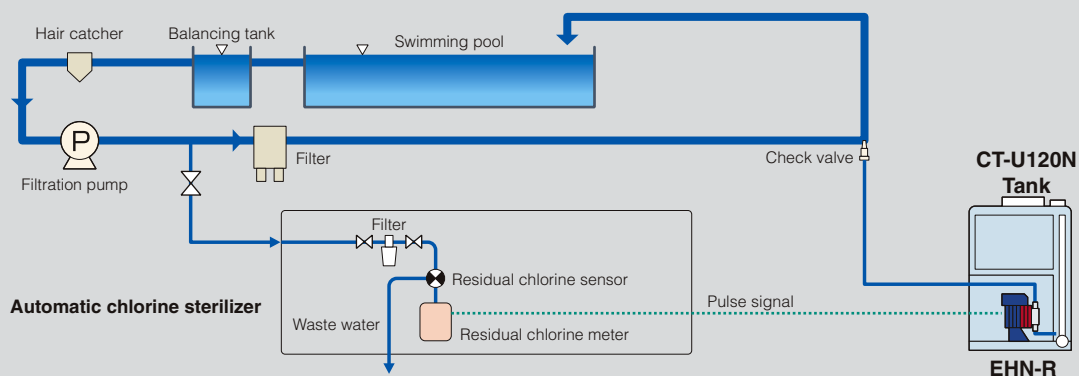 Hair catcher
Balancing tank
Swimming pool
P
Filtration pump
Filter
Check valve
CT-U120N
Tank
Filter
Residual chlorine sensor
Automatic chlorine sterilizer
Waste water
Residual chlorine meter
Pulse signal
EHN-R